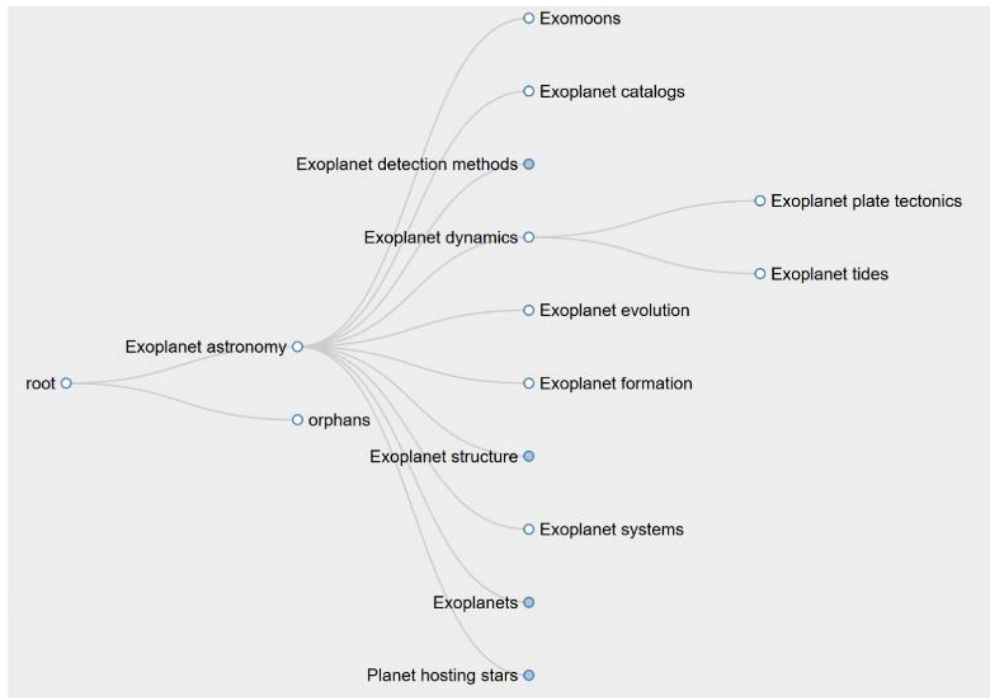 Exomoons
Exoplanet catalogs
Exoplanet detection methods
Exoplanet plate tectonics
Exoplanet dynamics
Exoplanet tides
Exoplanet evolution
Exoplanet astronomy
root
Exoplanet formation
orphans
Exoplanet structure
Exoplanet systems
Exoplanets
Planet hosting stars